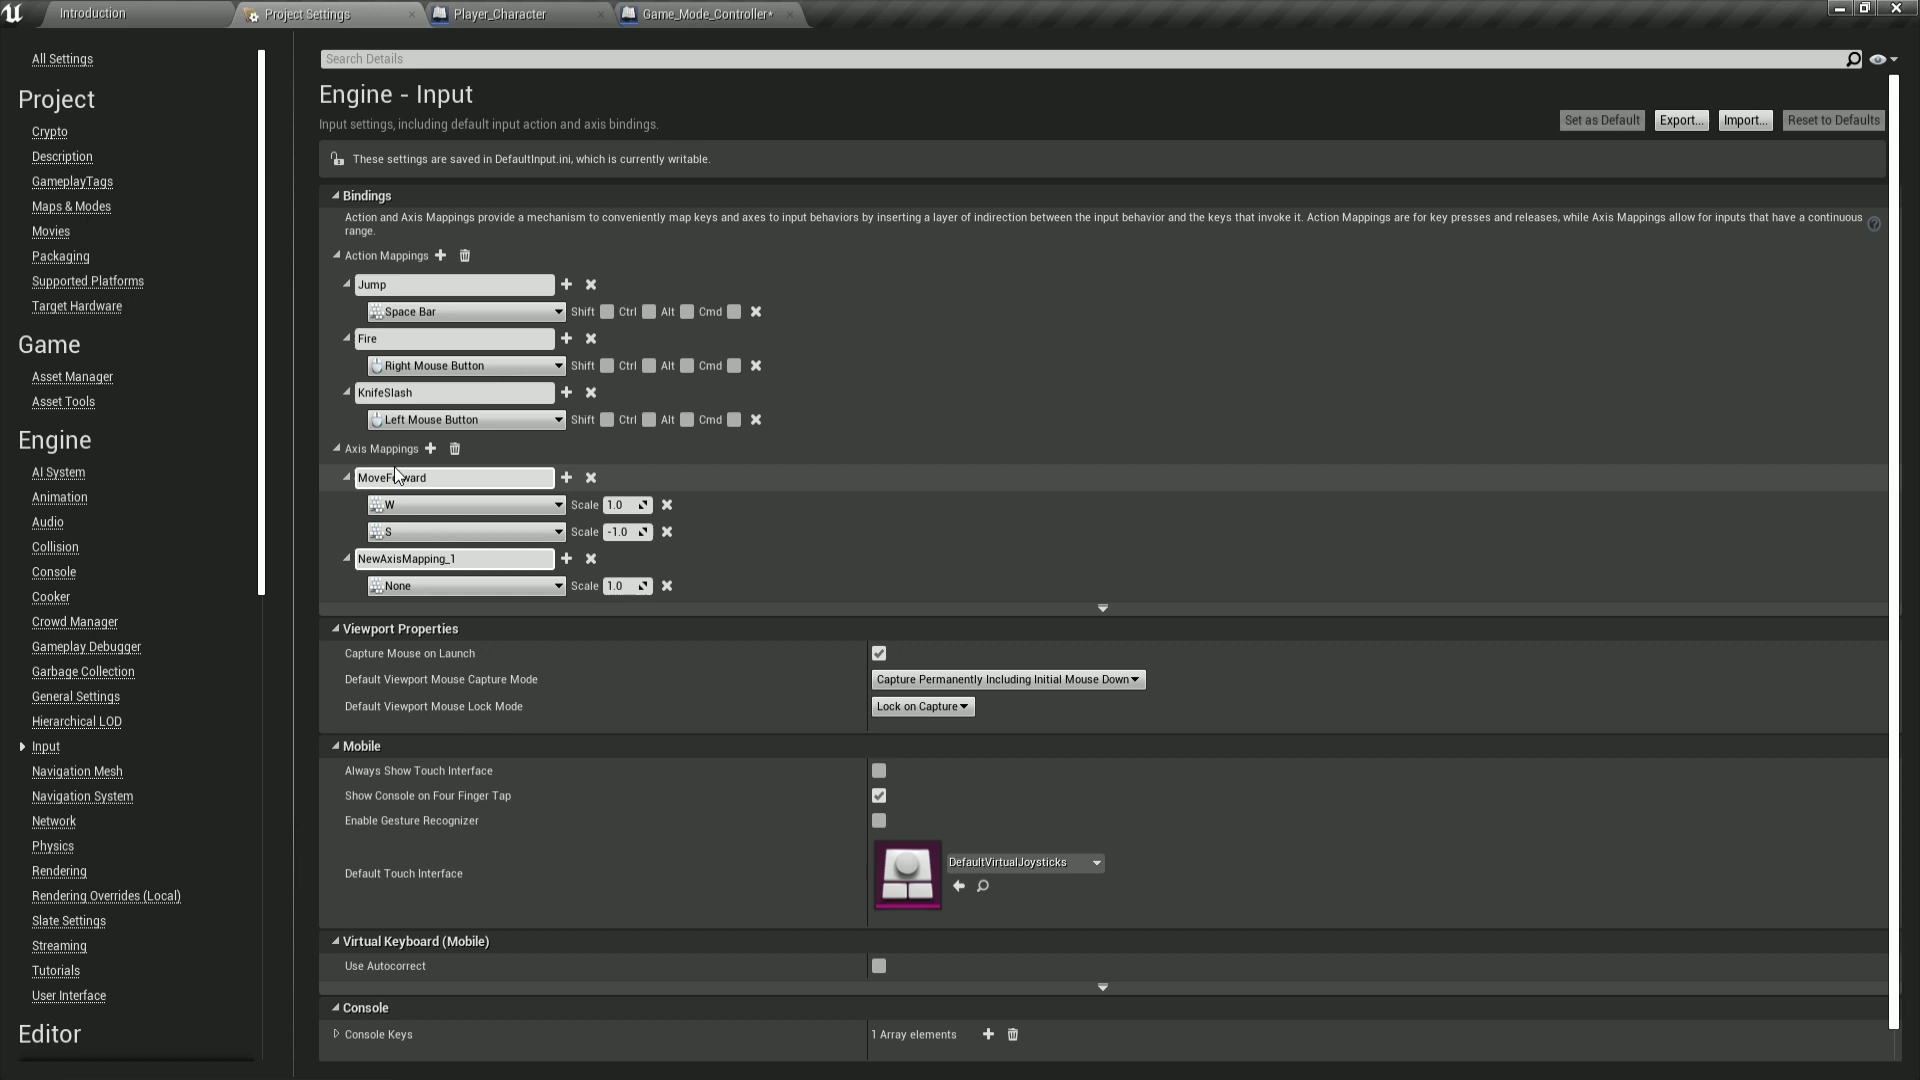 Introduction
Project Settings
Player_Character
Game_Mode_Controller*
All Settings
Project
Crypto
Description
GameplayTags
Maps & Modes
Movies
Packaging
Supported Platforms
Target Hardware
Game
Asset Manager
Asset Tools
Engine
AI System
Animation
Audio
Collision
Console
Cooker
Crowd Manager
Gameplay Debugger
Garbage Collection
General Settings
Hierarchical LOD
Input
Navigation Mesh
Navigation System
Network
Physics
Rendering
Rendering Overrides (Local)
Slate Settings
Streaming
Tutorials
User Interface
Editor
Search Details
Engine - Input
Input settings, including default input action and axis bindings.
Set as Default Export... Import... Reset to Defaults
These settings are saved in DefaultInput.ini, which is currently writable.
Bindings
Action and Axis Mappings provide a mechanism to conveniently map keys and axes to input behaviors by inserting a layer of indirection between the input behavior and the keys that invoke it. Action Mappings are for key presses and releases, while Axis Mappings allow for inputs that have a continuous
range.
Action Mappings
Jump
Space Bar Shift Ctrl Alt Cmd
Fire
Right Mouse Button Shift Ctrl Alt Cmd
KnifeSlash
Left Mouse Button Shift Ctrl Alt Cmd
Axis Mappings
MoveForward
W Scale 1.0
S Scale -1.0
NewAxisMapping_1
None Scale 1.0
Viewport Properties
Capture Mouse on Launch
Default Viewport Mouse Capture Mode Capture Permanently Including Initial Mouse Down
Default Viewport Mouse Lock Mode Lock on Capture
Mobile
Always Show Touch Interface
Show Console on Four Finger Tap
Enable Gesture Recognizer
Default Touch Interface DefaultVirtualJoysticks
Virtual Keyboard (Mobile)
Use Autocorrect
Console
Console Keys 1 Array elements